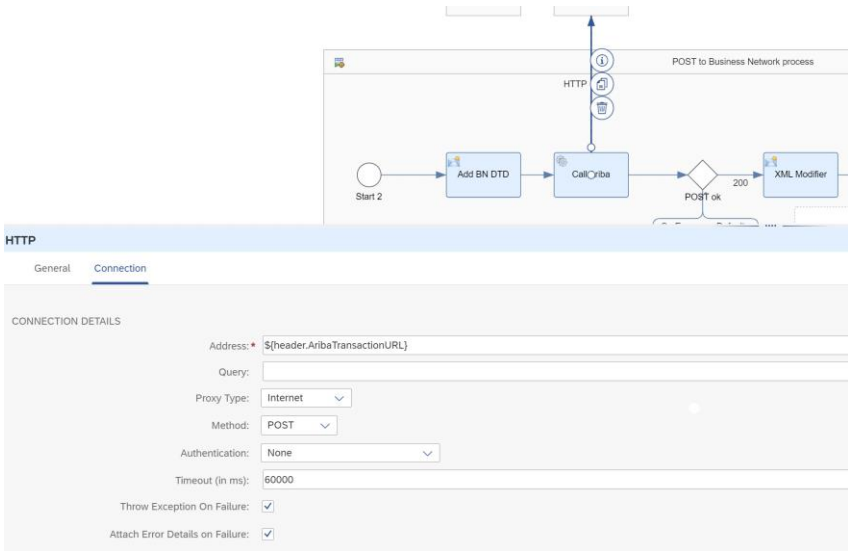 POST to Business Network process
HTTP
Add BN DTD
Call Ariba
200
XML Modifier
Start 2
POST ok
HTTP
General
Connection
CONNECTION DETAILS
Address:* ${header.AribaTransactionURL}
Query:
Proxy Type: Internet
Method: POST
Authentication: None
Timeout (in ms): 60000
Throw Exception On Failure:
Attach Error Details on Failure: